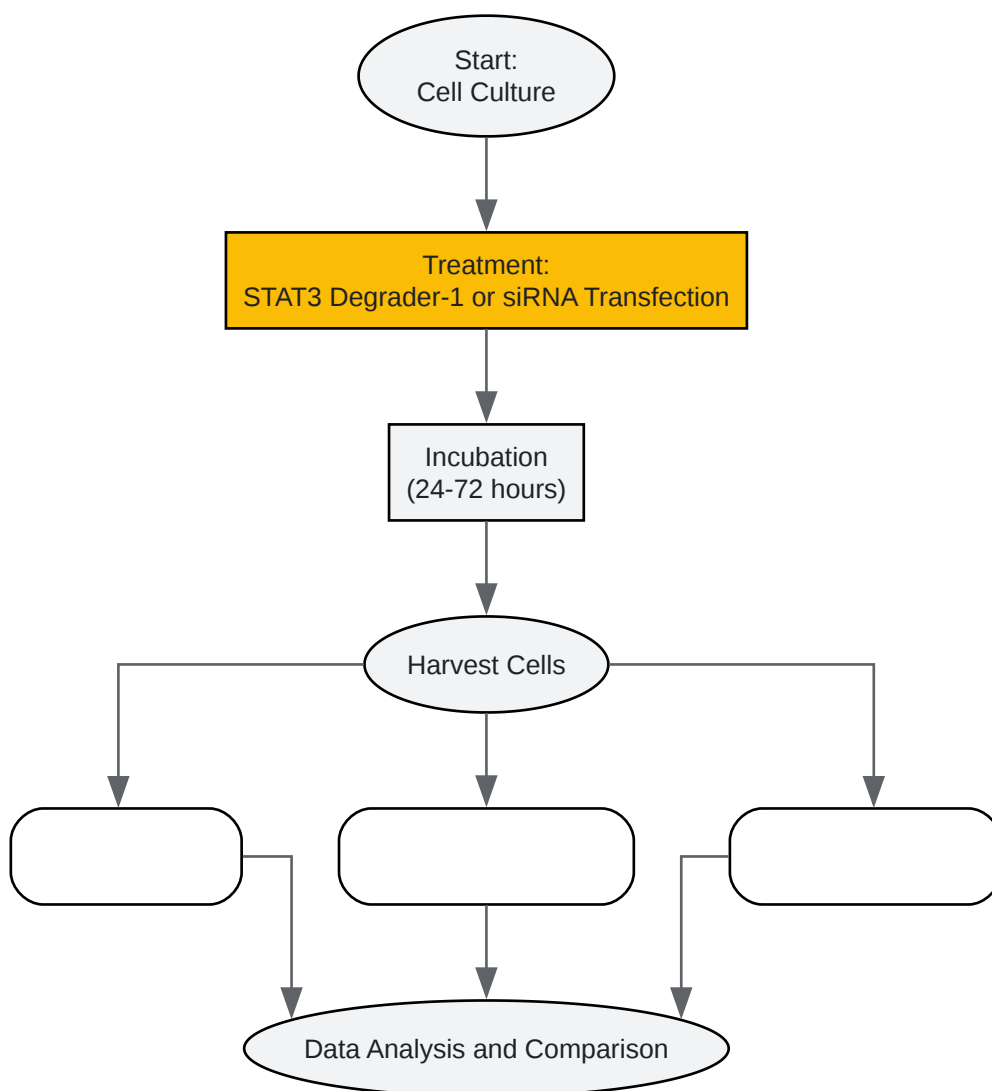 Start:
Cell Culture
Treatment:
STAT3 Degrader-1 or siRNA Transfection
Incubation
(24-72 hours)
Harvest Cells
Data Analysis and Comparison